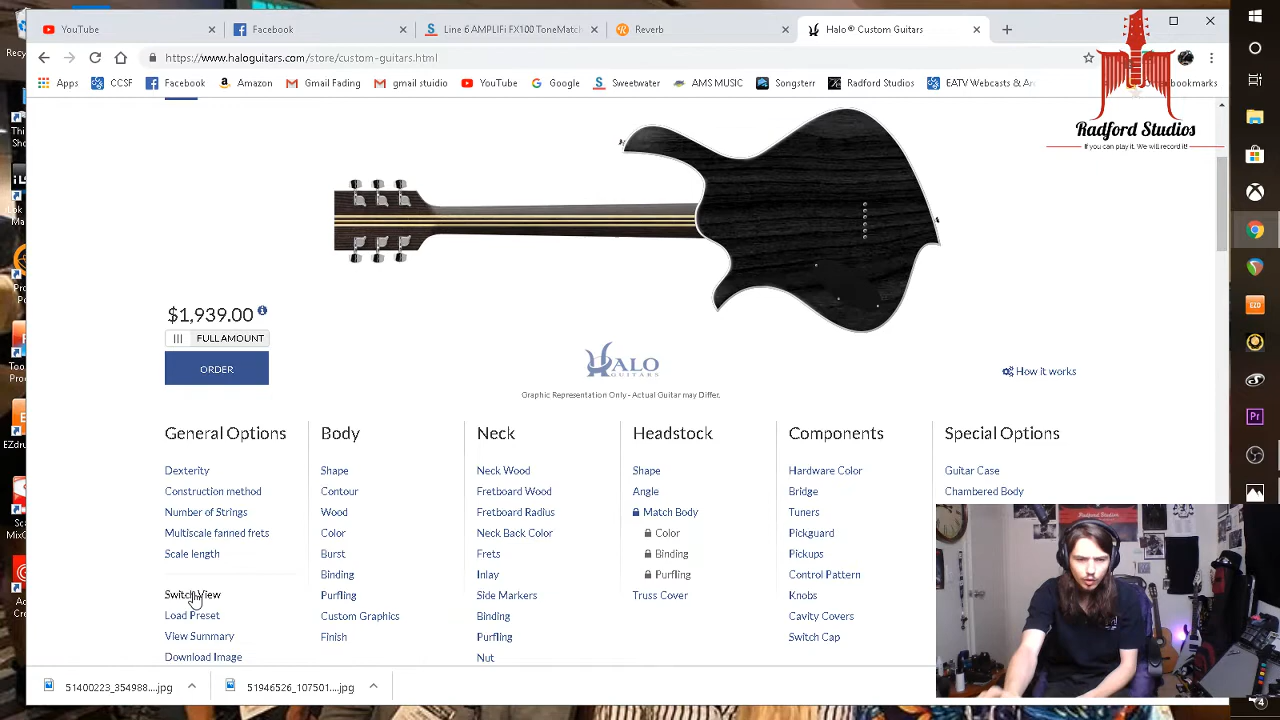 YouTube
Facebook
Line 6 AMPLIFi FX100 ToneMatch
Reverb
Halo® Custom Guitars
https://www.haloguitars.com/store/custom-guitars.htm
Apps
CCSF
Facebook
Amazon
Gmail Fading
gmail studio
YouTube
Google
Sweetwater
AMS MUSIC
Songsterr
Radford Studios
EATV Webcasts & An
Radford Studios
If you can play it. We will record it!
$1,939.00
FULL AMOUNT
ORDER
HALO
GUITARS
How it works
Graphic Representation Only - Actual Guitar may Differ.
General Options
Dexterity
Construction method
Number of Strings
Multiscale fanned frets
Scale length
Switch View
Load Preset
View Summary
Download Image
Body
Shape
Contour
Wood
Color
Burst
Binding
Purfling
Custom Graphics
Finish
Neck
Neck Wood
Fretboard Wood
Fretboard Radius
Neck Back Color
Frets
Inlay
Side Markers
Binding
Purfling
Nut
Headstock
Shape
Angle
Match Body
Color
Binding
Purfling
Truss Cover
Components
Hardware Color
Bridge
Tuners
Pickguard
Pickups
Control Pattern
Knobs
Cavity Covers
Switch Cap
Special Options
Guitar Case
Chambered Body
51400223_354988....jpg
51946526_107501....jpg